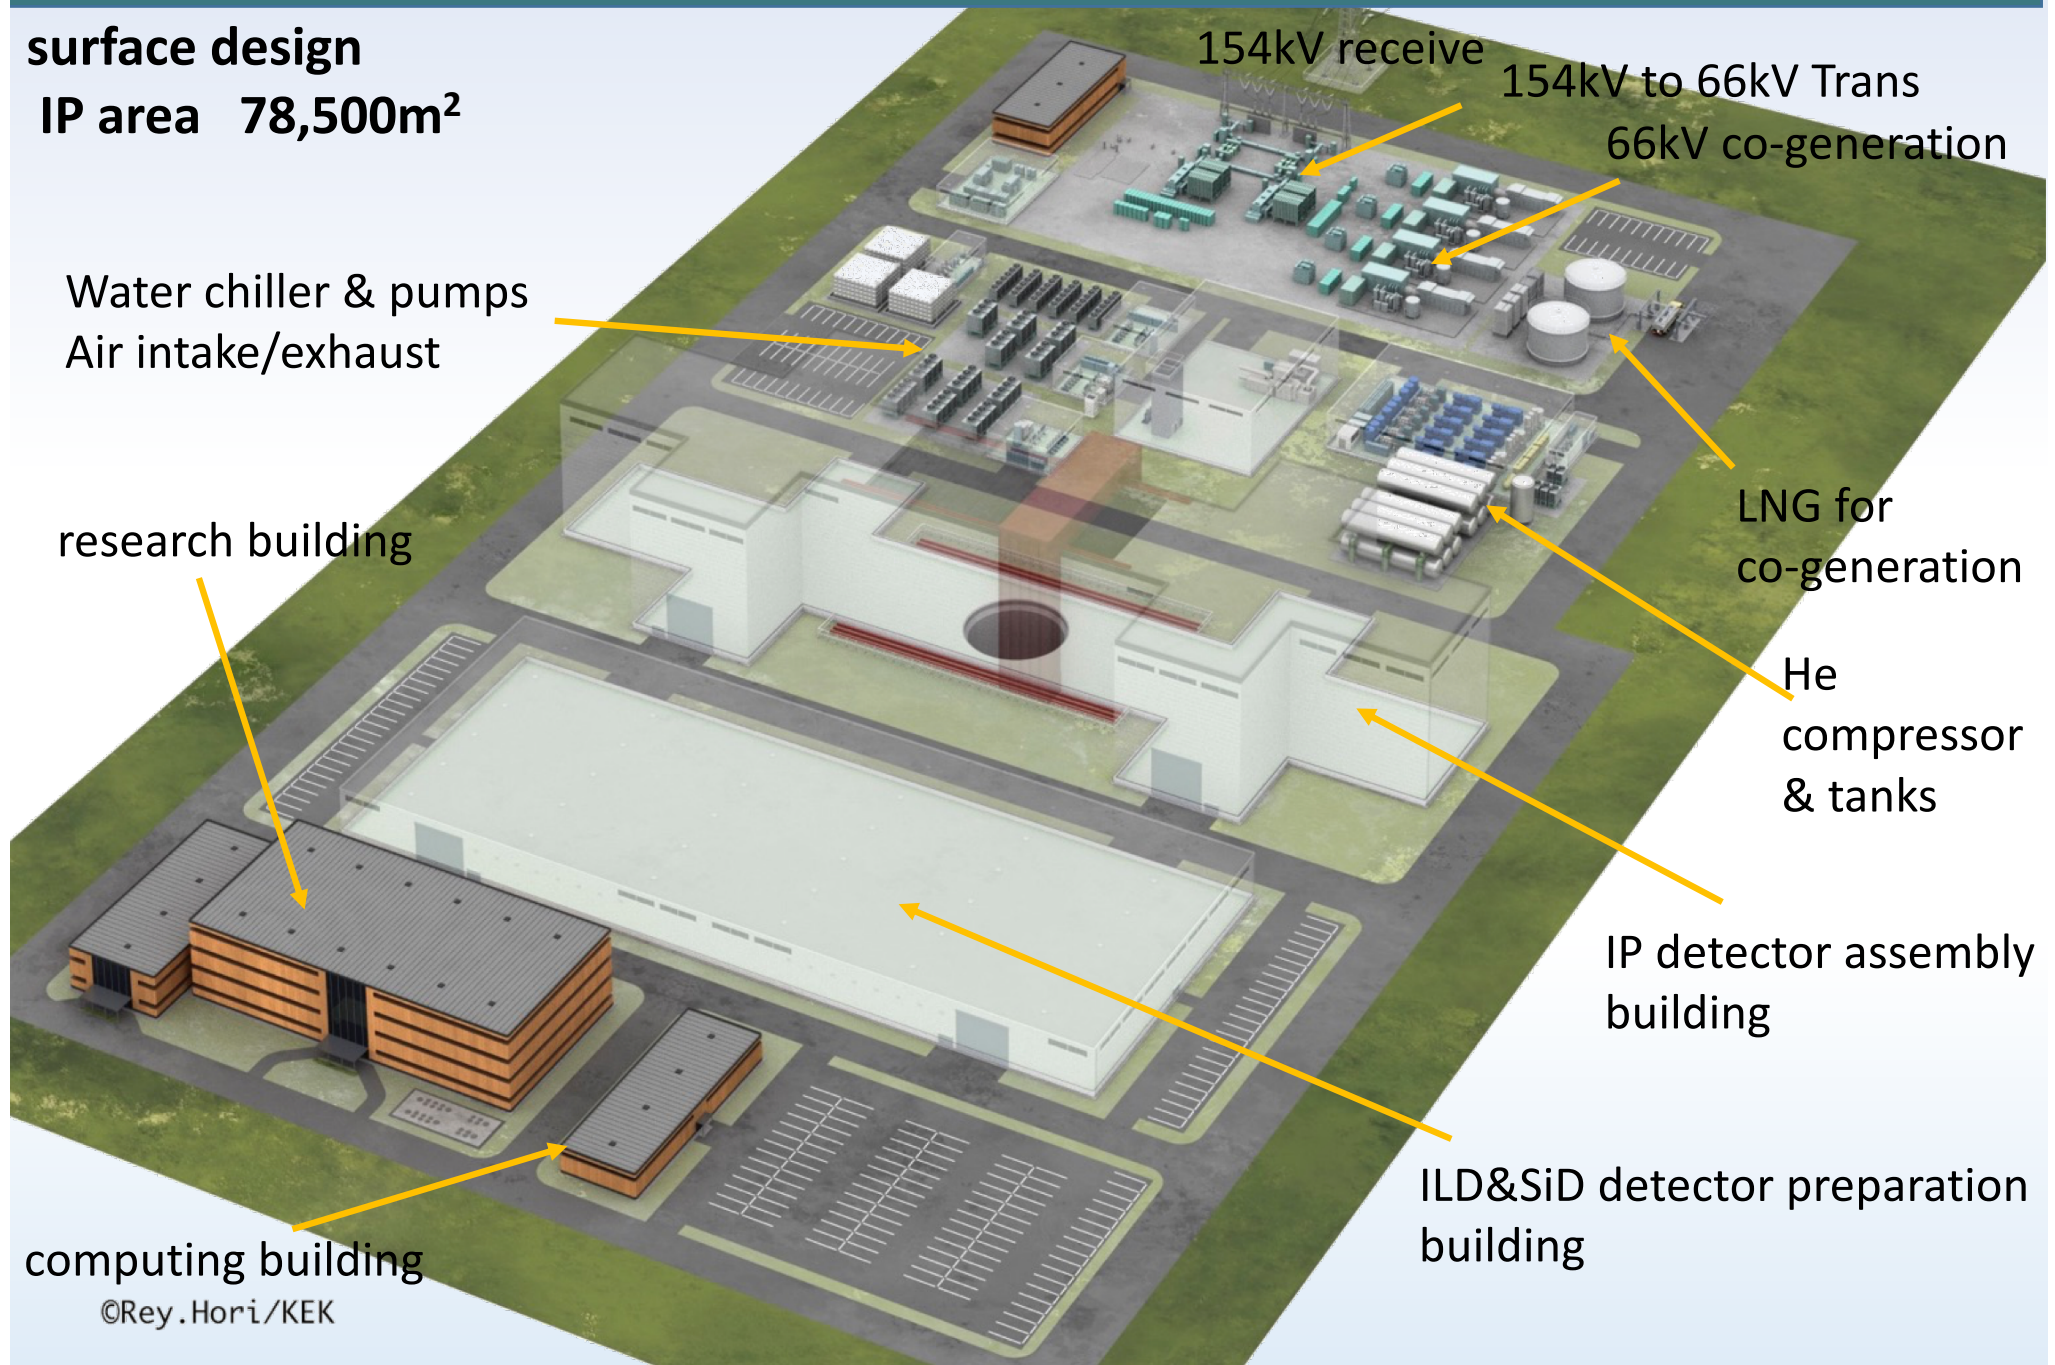 surface design
IP area 78,500m²
154kV receive
154kV to 66kV Trans
66kV co-generation
Water chiller & pumps
Air intake/exhaust
research building
LNG for
co-generation
He
compressor
& tanks
IP detector assembly
building
ILD&SiD detector preparation
building
computing building
©Rey.Hori/KEK